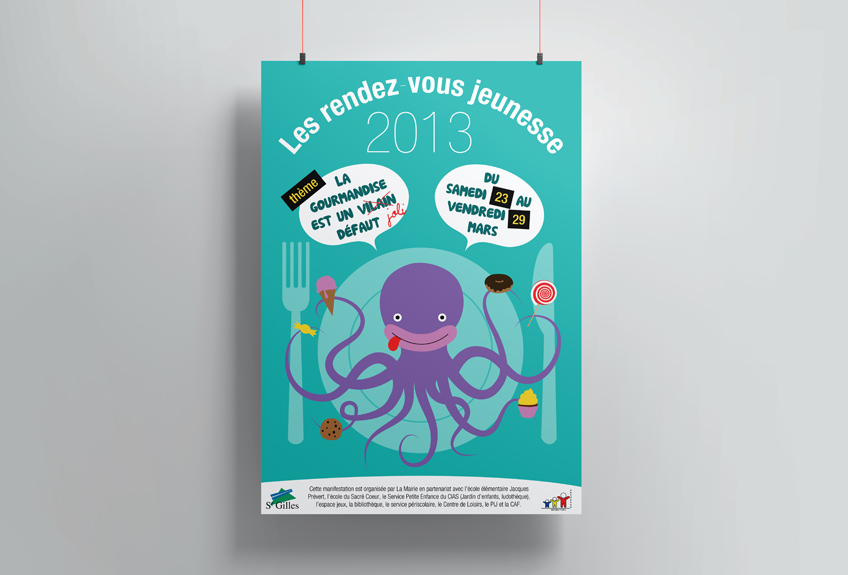 Les rendez-vous jeunesse
2013
thème
LA
GOURMANDISE
EST UN VILAIN
joli
DÉFAUT
DU
SAMEDI 23 AU
VENDREDI 29
MARS
Cette manifestation est organisée par La Mairie en partenariat avec l'école élémentaire Jacques
Prévert, l'école du Sacré Coeur, le Service Petite Enfance du CIAS (Jardin d'enfants, ludothèque),
l'espace jeux, la bibliothèque, le service périscolaire, le Centre de Loisirs, le PIJ et la CAF.
St Gilles